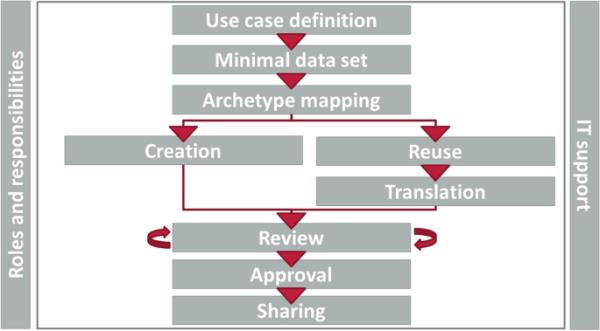 Roles and responsibilities
Use case definition
Minimal data set
Archetype mapping
Creation
Reuse
Translation
Review
Approval
Sharing
IT support